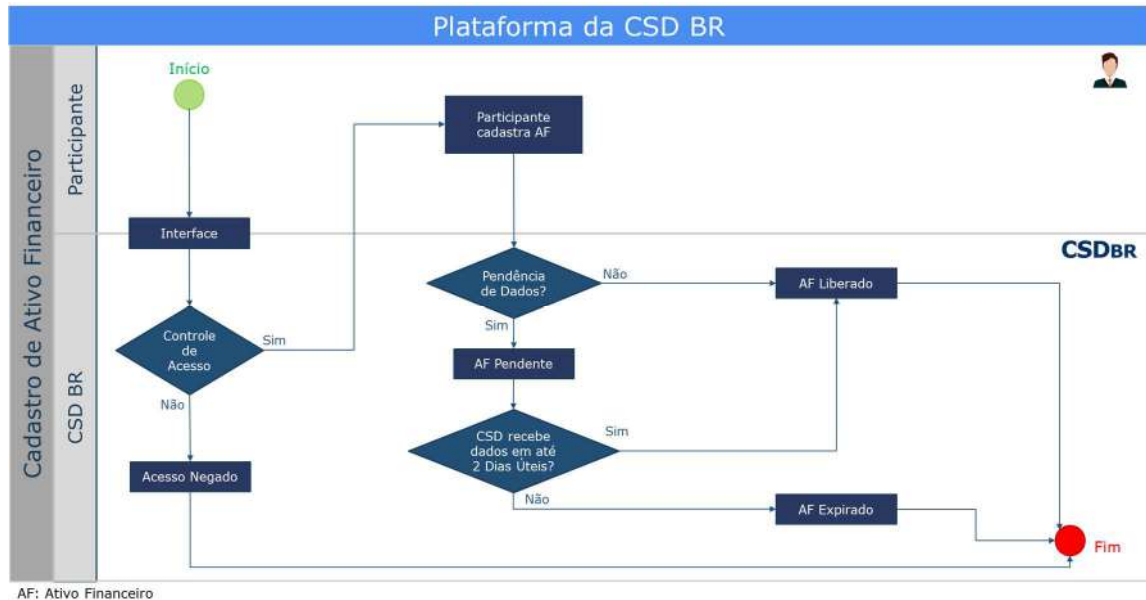 Plataforma da CSD BR
Cadastro de Ativo Financeiro
Participante
Início
Participante
cadastra AF
Interface
CSD BR
CSDBR
Pendência
de Dados?
Não
AF Liberado
Sim
Controle
de
Acesso
Sim
AF Pendente
Não
CSD recebe
dados em até
2 Dias Úteis?
Sim
Acesso Negado
Não
AF Expirado
Fim
AF: Ativo Financeiro